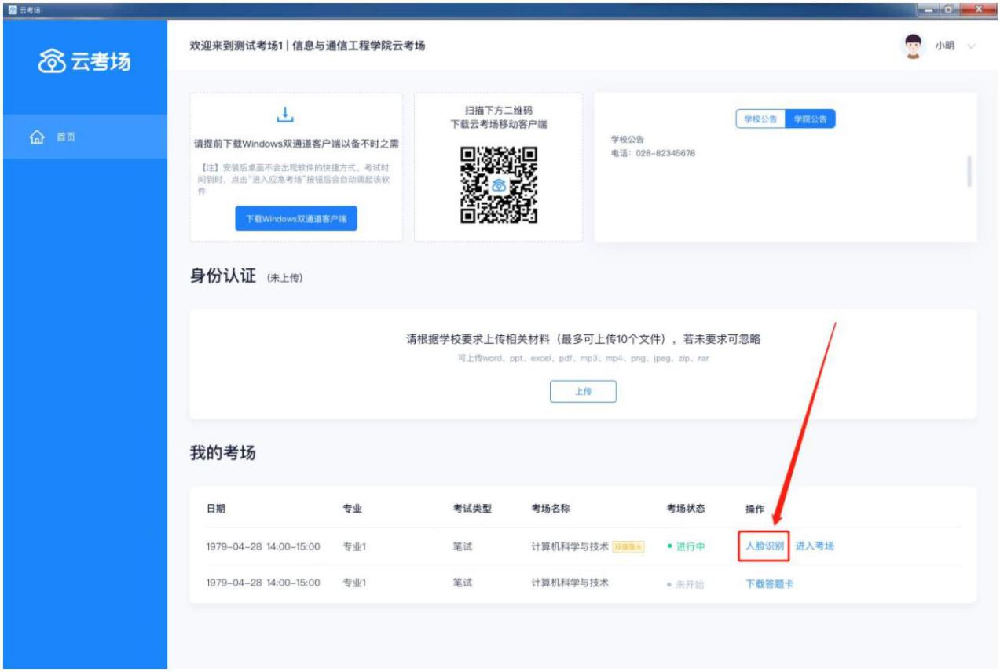 云考场
云考场
首页
欢迎来到测试考场1 | 信息与通信工程学院云考场
小明
请提前下载Windows双通道客户端以备不时之需
【注】安装后桌面不会出现软件的快捷方式。考试时
间到时，点击“进入应急考场”按钮后会自动调起该软
件
下载Windows双通道客户端
扫描下方二维码
下载云考场移动客户端
学校公告
学院公告
学校公告
电话：028-82345678
身份认证 (未上传)
请根据学校要求上传相关材料（最多可上传10个文件），若未要求可忽略
可上传word、ppt、excel、pdf、mp3、mp4、png、jpeg、zip、rar
上传
我的考场
日期 专业 考试类型 考场名称 考场状态 操作
1979-04-28 14:00-15:00 专业1 笔试 计算机科学与技术 双摄像头 进行中 人脸识别 进入考场
1979-04-28 14:00-15:00 专业1 笔试 计算机科学与技术 未开始 下载答题卡